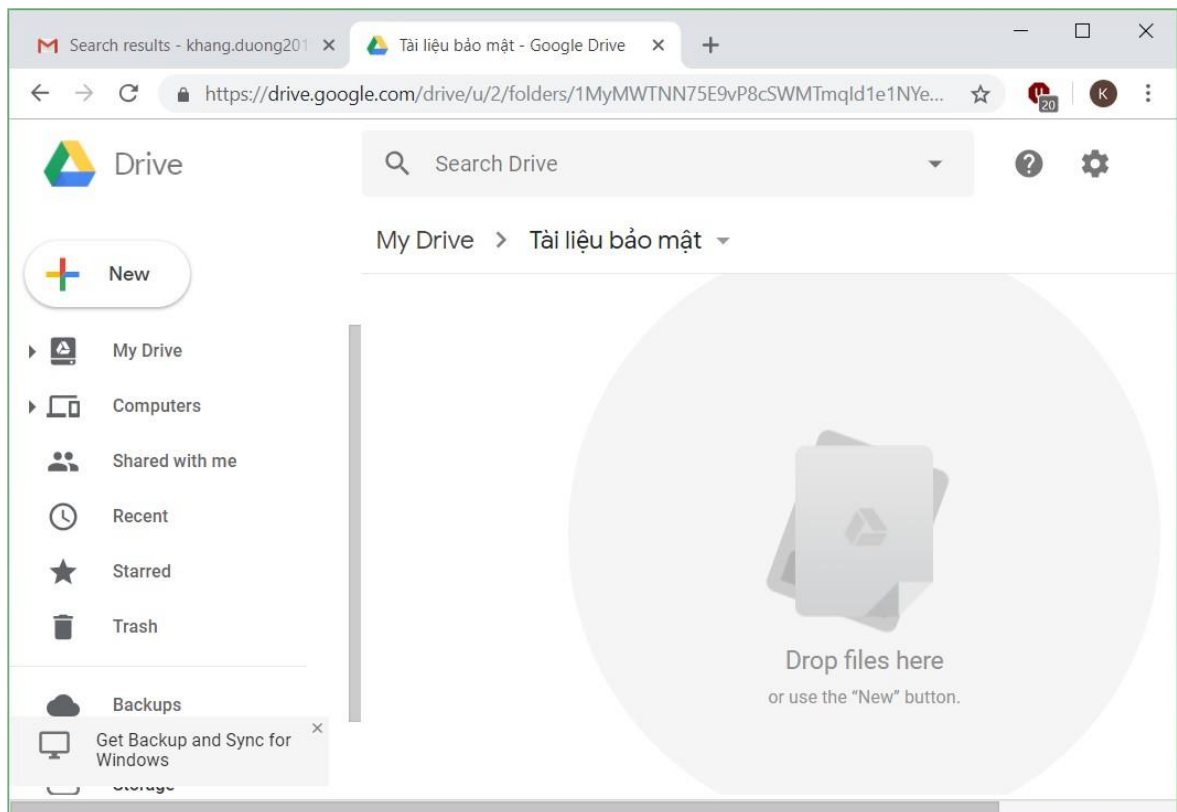 Search results - khang.duong201
Tài liệu bảo mật - Google Drive
https://drive.google.com/drive/u/2/folders/1MyMWTNN75E9vP8cSWMTmqId1e1NYe...
20
K
Drive
Search Drive
My Drive > Tài liệu bảo mật
New
My Drive
Computers
Shared with me
Recent
Starred
Trash
Backups
Get Backup and Sync for
Windows
Storage
Drop files here
or use the “New” button.